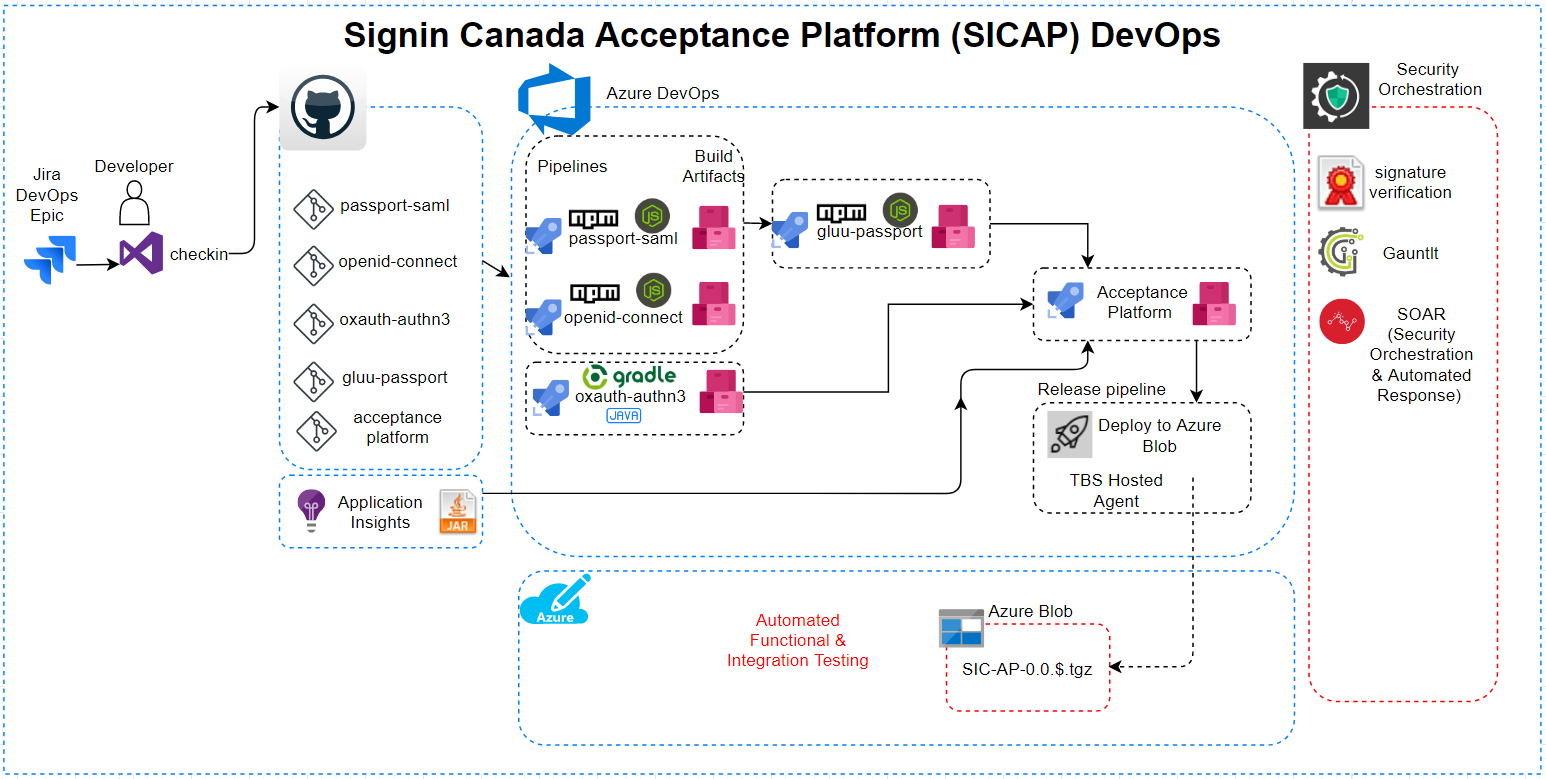 Signin Canada Acceptance Platform (SICAP) DevOps
Jira
DevOps
Epic
Developer
checkin
passport-saml
openid-connect
oxauth-authn3
gluu-passport
acceptance
platform
Application
Insights
JAR
Azure DevOps
Pipelines
Build
Artifacts
npm
JS
passport-saml
npm
JS
openid-connect
gradle
oxauth-authn3
JAVA
npm
JS
gluu-passport
Acceptance
Platform
Release pipeline
Deploy to Azure
Blob
TBS Hosted
Agent
Azure
Automated
Functional &
Integration Testing
Azure Blob
SIC-AP-0.0.$.tgz
Security
Orchestration
signature
verification
Gauntlt
SOAR
(Security
Orchestration
& Automated
Response)